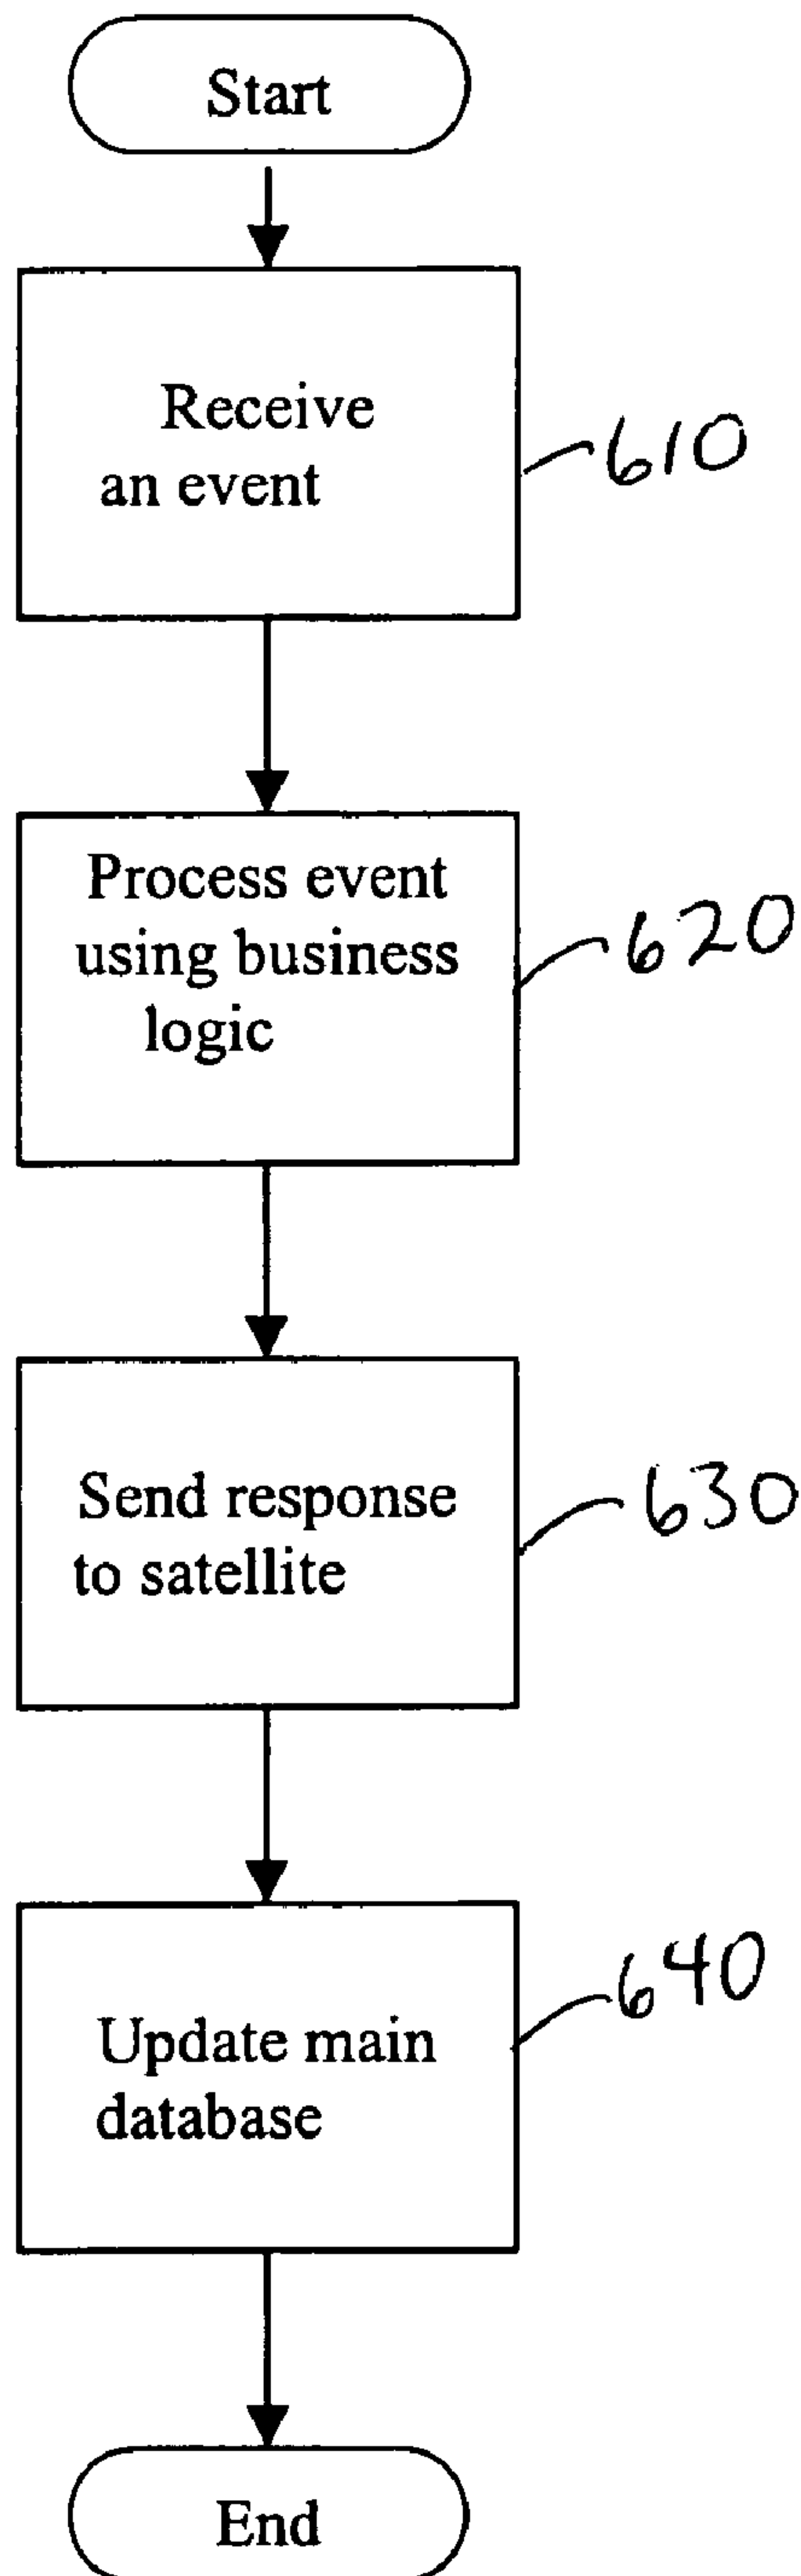 Start
Receive
an event
610
Process event
using business
logic
620
Send response
to satellite
630
Update main
database
640
End